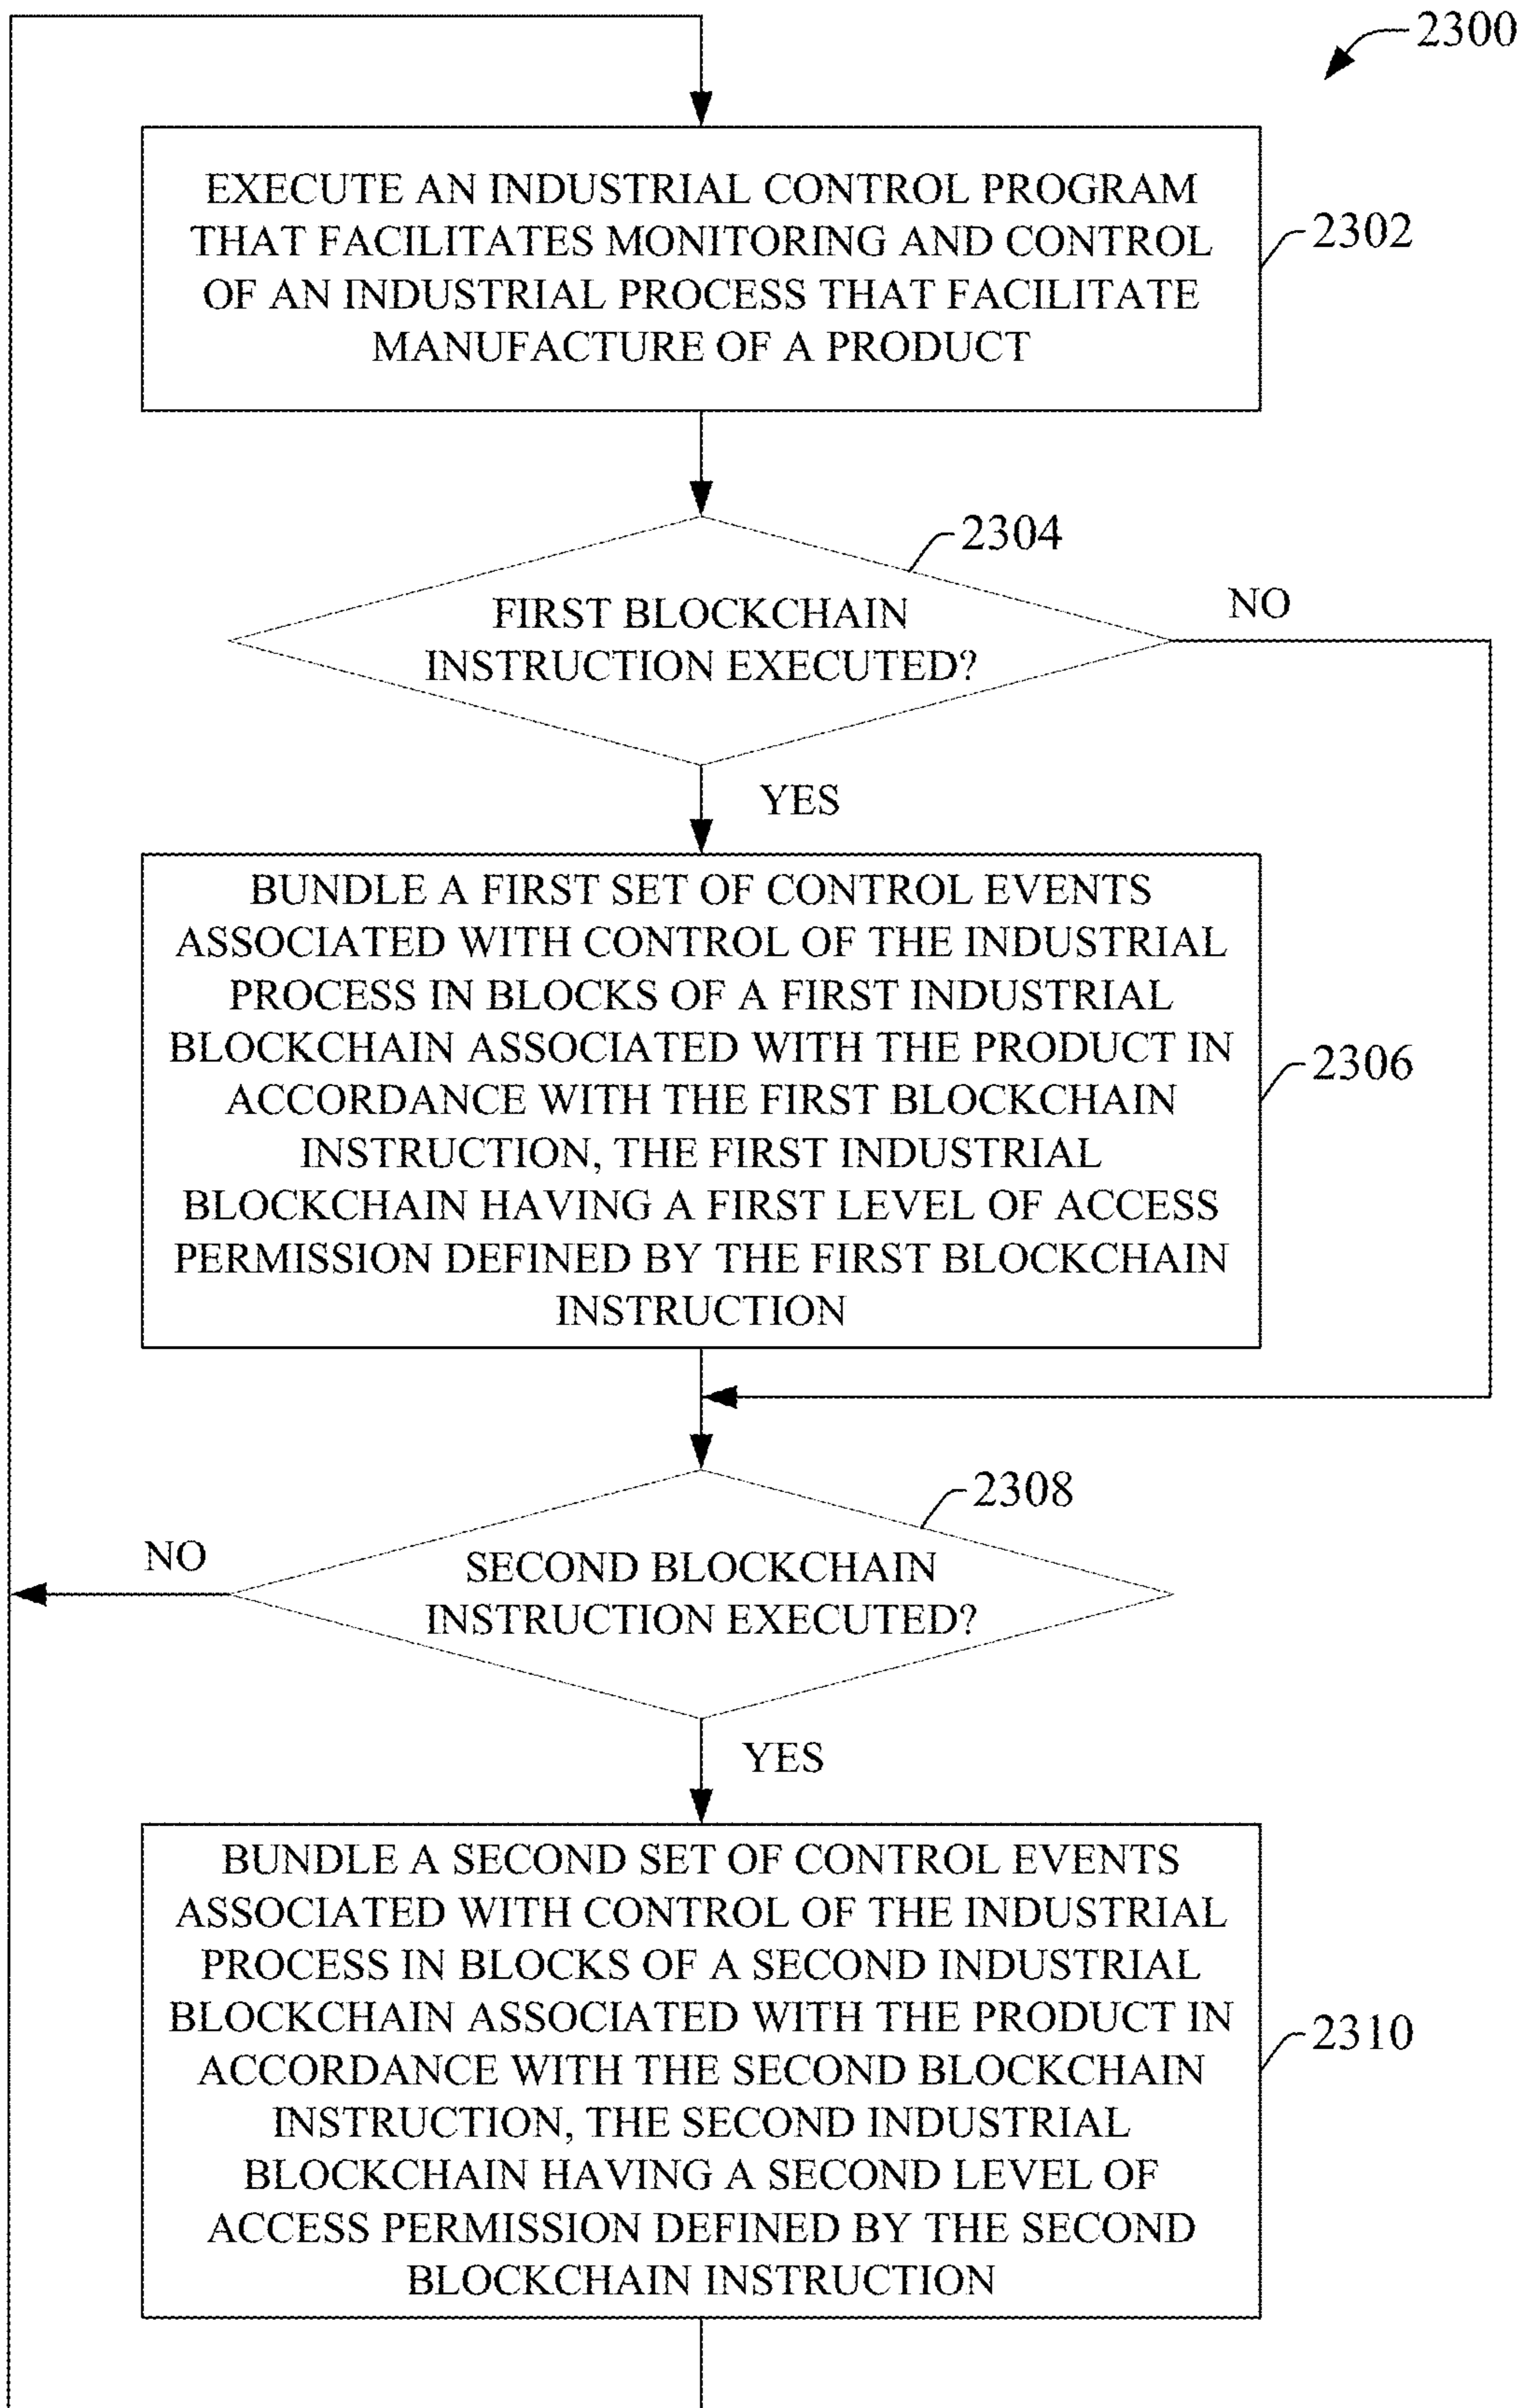 2300
EXECUTE AN INDUSTRIAL CONTROL PROGRAM
THAT FACILITATES MONITORING AND CONTROL
OF AN INDUSTRIAL PROCESS THAT FACILITATE
MANUFACTURE OF A PRODUCT
2302
2304
FIRST BLOCKCHAIN
INSTRUCTION EXECUTED?
NO
YES
BUNDLE A FIRST SET OF CONTROL EVENTS
ASSOCIATED WITH CONTROL OF THE INDUSTRIAL
PROCESS IN BLOCKS OF A FIRST INDUSTRIAL
BLOCKCHAIN ASSOCIATED WITH THE PRODUCT IN
ACCORDANCE WITH THE FIRST BLOCKCHAIN
INSTRUCTION, THE FIRST INDUSTRIAL
BLOCKCHAIN HAVING A FIRST LEVEL OF ACCESS
PERMISSION DEFINED BY THE FIRST BLOCKCHAIN
INSTRUCTION
2306
2308
SECOND BLOCKCHAIN
INSTRUCTION EXECUTED?
NO
YES
BUNDLE A SECOND SET OF CONTROL EVENTS
ASSOCIATED WITH CONTROL OF THE INDUSTRIAL
PROCESS IN BLOCKS OF A SECOND INDUSTRIAL
BLOCKCHAIN ASSOCIATED WITH THE PRODUCT IN
ACCORDANCE WITH THE SECOND BLOCKCHAIN
INSTRUCTION, THE SECOND INDUSTRIAL
BLOCKCHAIN HAVING A SECOND LEVEL OF
ACCESS PERMISSION DEFINED BY THE SECOND
BLOCKCHAIN INSTRUCTION
2310